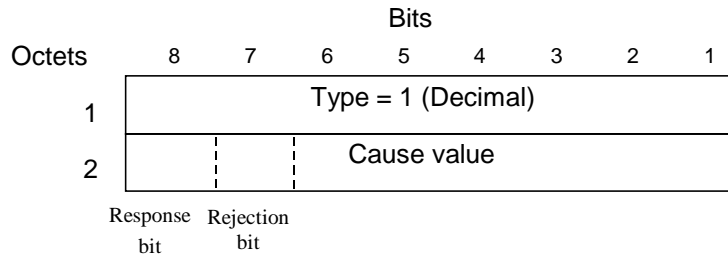 Bits
Octets 8 7 6 5 4 3 2 1
1 Type = 1 (Decimal)
2 Cause value
Response Rejection
bit bit